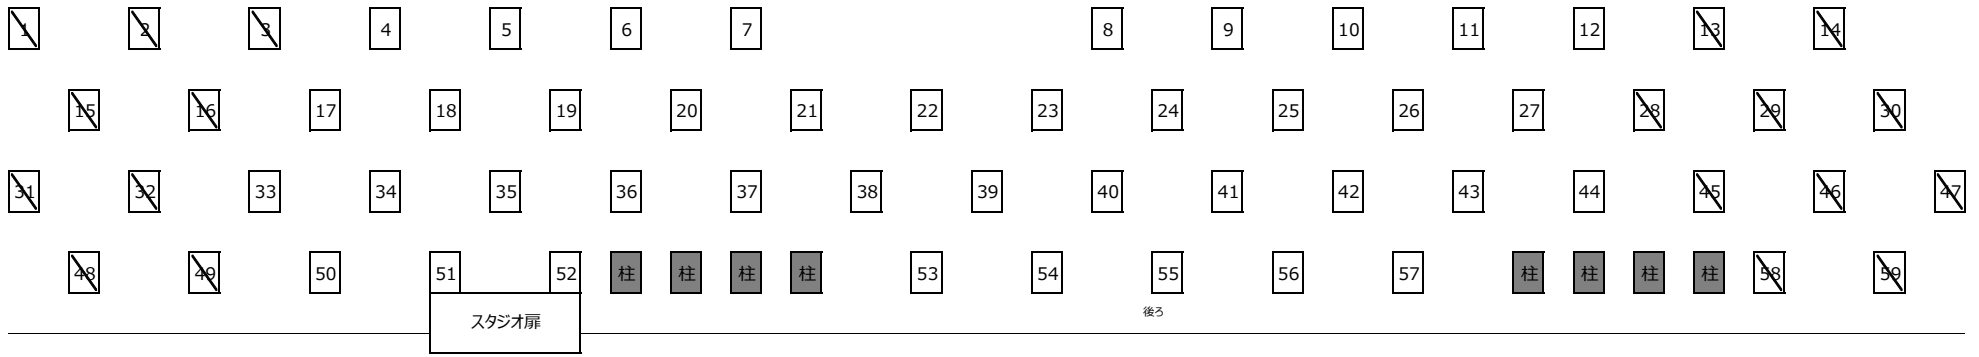 1 2 3 4 5 6 7 8 9 10 11 12 13 14
15 16 17 18 19 20 21 22 23 24 25 26 27 28 29 30
31 32 33 34 35 36 37 38 39 40 41 42 43 44 45 46 47
48 49 50 51 52 柱 柱 柱 柱 53 54 55 56 57 柱 柱 柱 柱 58 59
後ろ
スタジオ扉